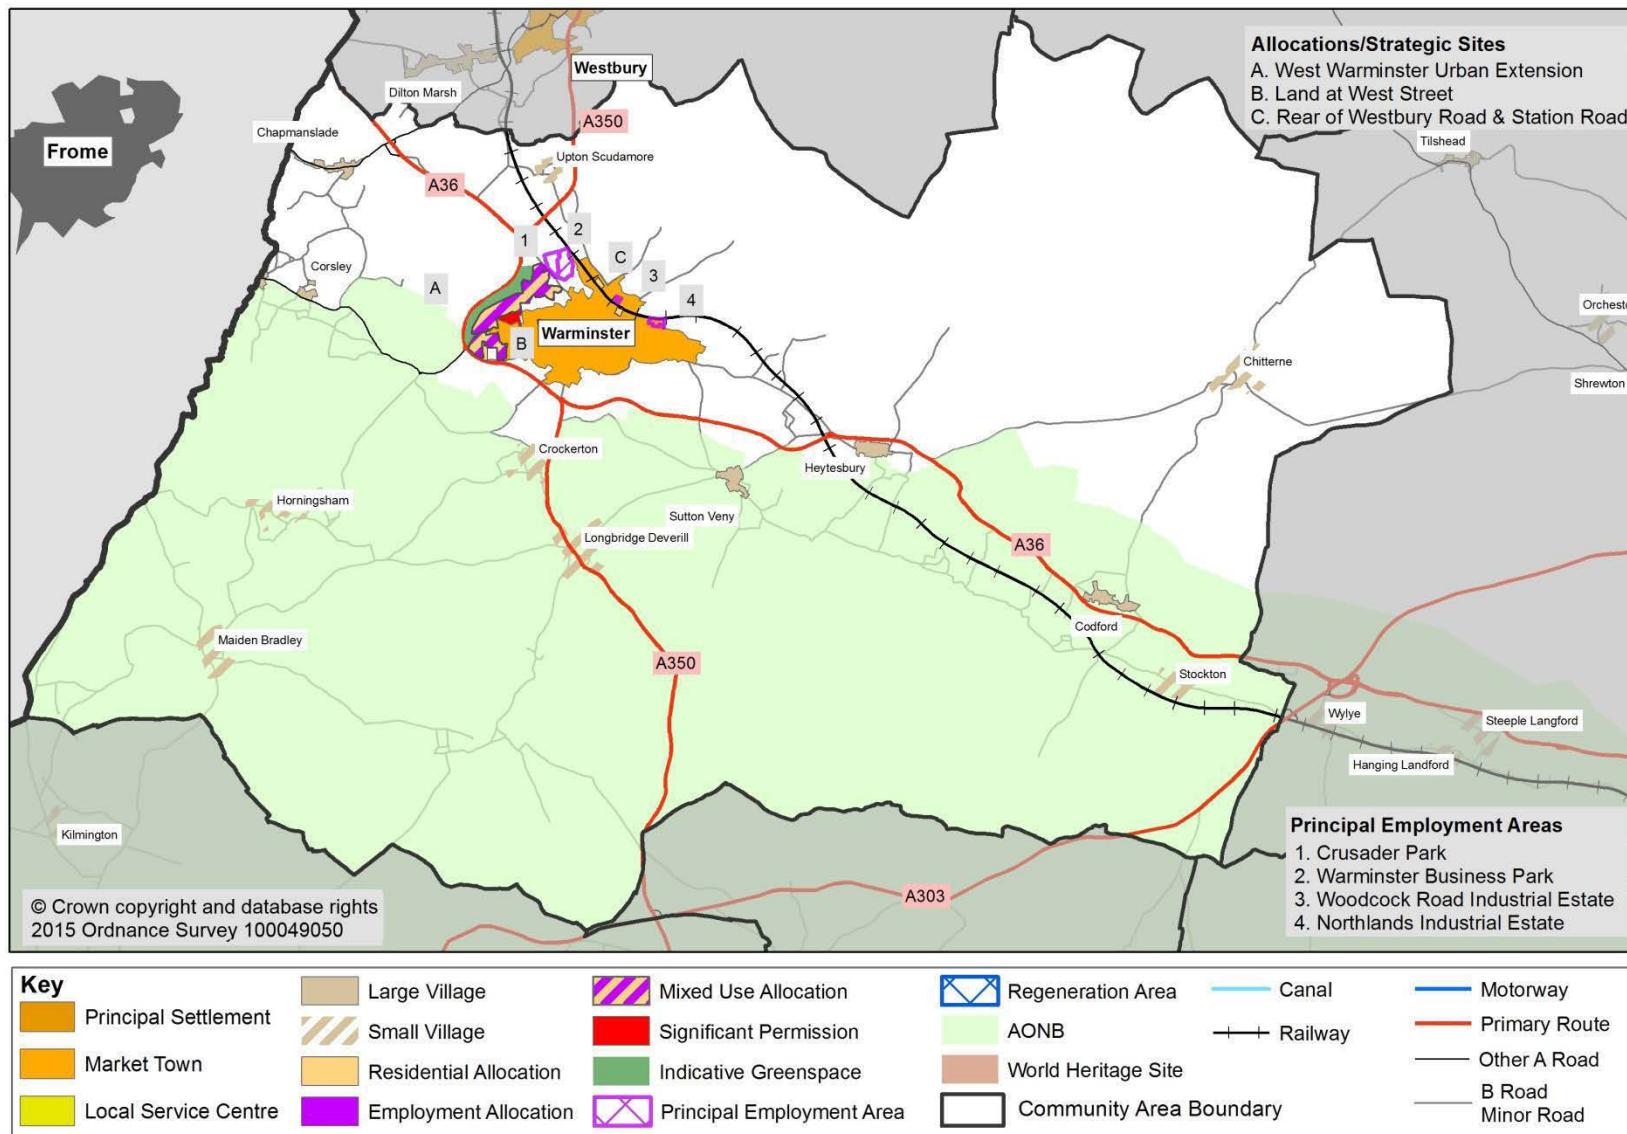 Allocations/Strategic Sites
A. West Warminster Urban Extension
B. Land at West Street
C. Rear of Westbury Road & Station Road
Westbury
Dilton Marsh
A350
Chapmanslade
Tilshead
Frome
Upton Scudamore
A36
1
2
C
3
4
A
Corsley
Warminster
B
Orchest
Chitterne
Shrewton
Crockerton
Heytesbury
Horningsham
Sutton Veny
Longbridge Deverill
A36
Codford
Maiden Bradley
A350
Stockton
Wylye
Steeple Langford
Hanging Landford
Kilmington
A303
Principal Employment Areas
1. Crusader Park
2. Warminster Business Park
3. Woodcock Road Industrial Estate
4. Northlands Industrial Estate
© Crown copyright and database rights
2015 Ordnance Survey 100049050
Key
Principal Settlement
Market Town
Local Service Centre
Large Village
Small Village
Residential Allocation
Employment Allocation
Mixed Use Allocation
Significant Permission
Indicative Greenspace
Principal Employment Area
Regeneration Area
AONB
World Heritage Site
Community Area Boundary
Canal
Railway
Motorway
Primary Route
Other A Road
B Road
Minor Road